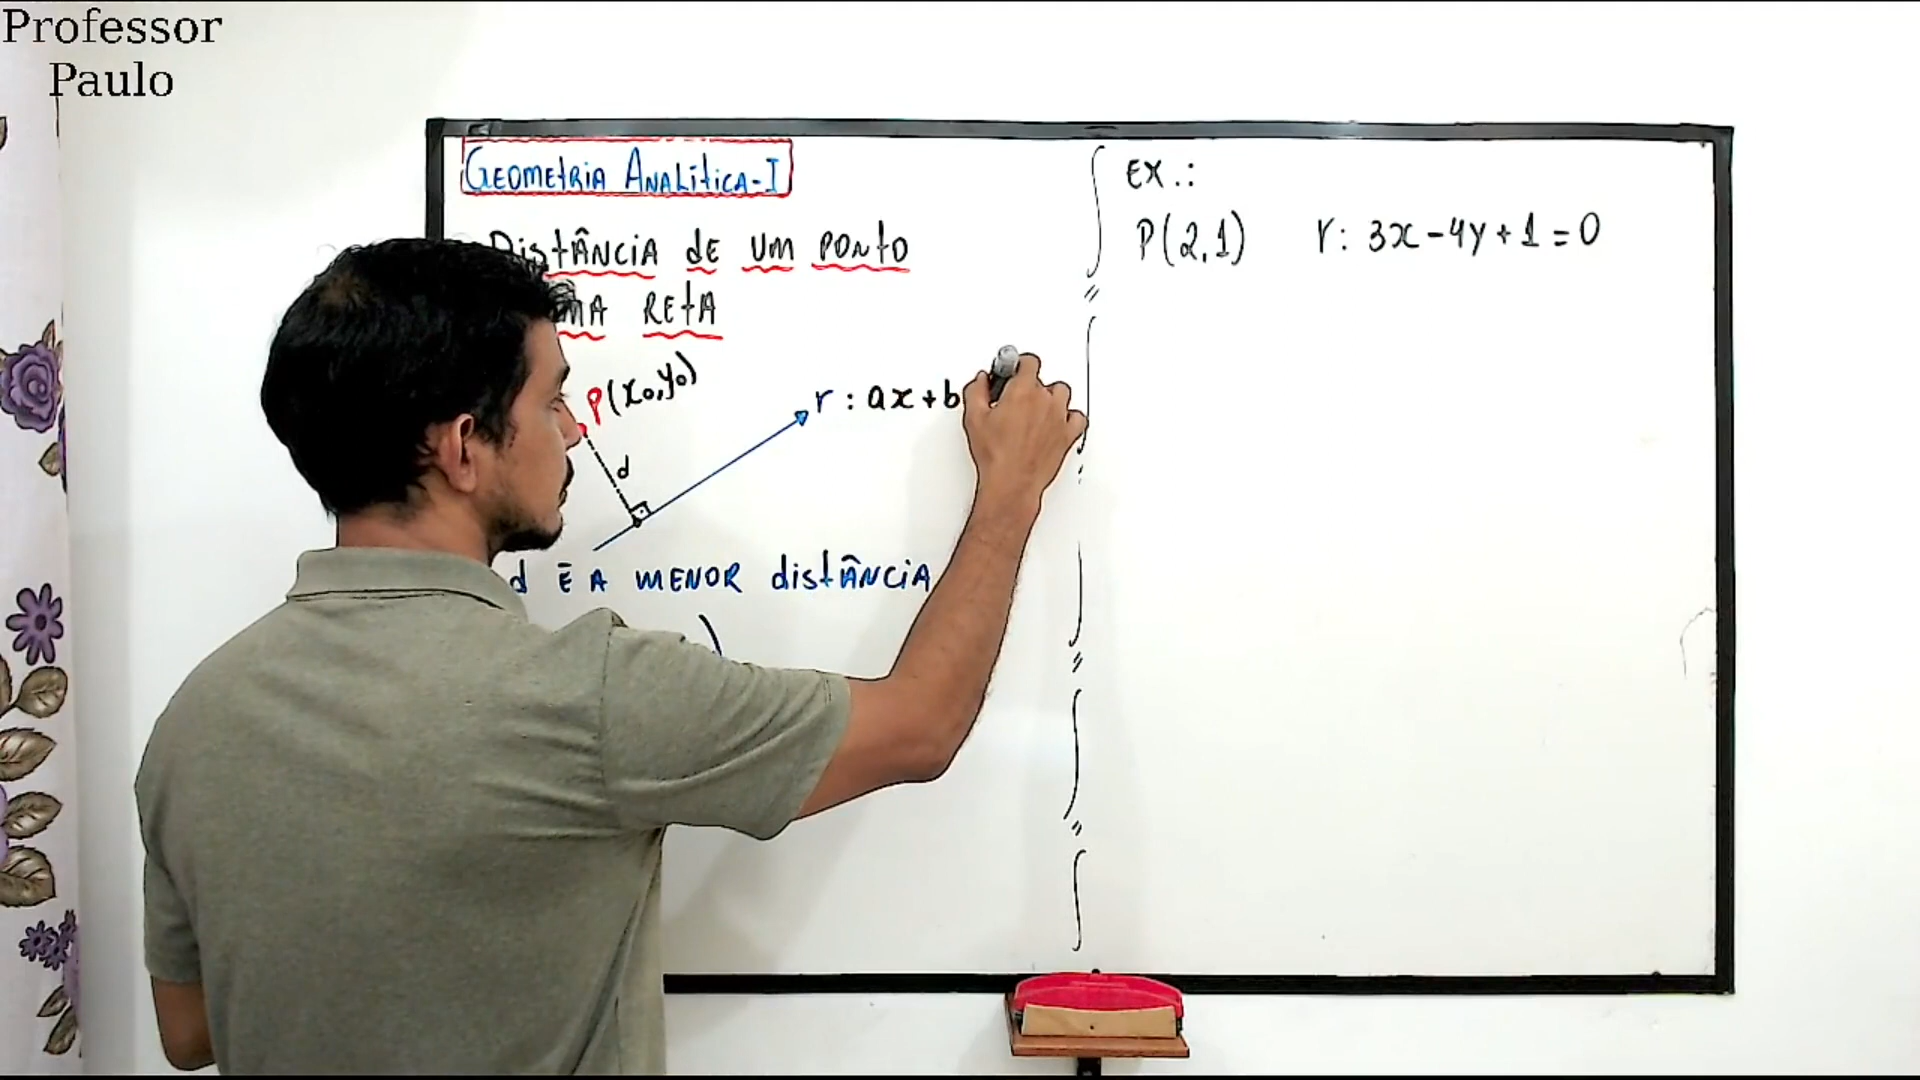 Professor
Paulo
GEOMETRIA ANALÍTICA-I
DISTÂNCIA DE UM PONTO
RETA
P(x₀,y₀)
r: ax+b
d
d É A MENOR DISTÂNCIA
EX.:
P(2,1) r: 3x-4y+1=0